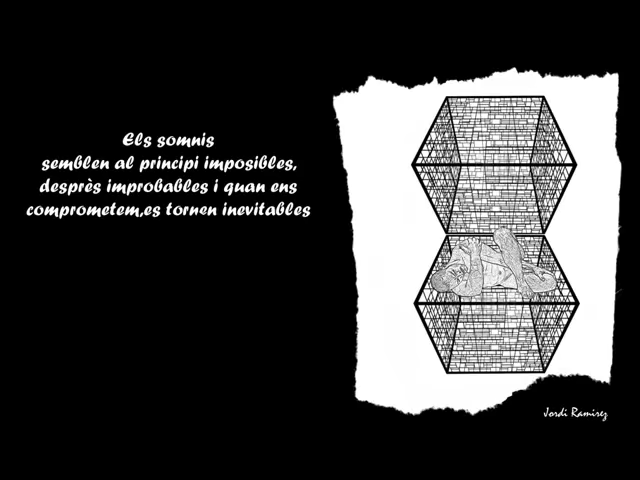 Els somnis
semblen al principi imposibles,
desprès improbables i quan ens
comprometem,es tornen inevitables
Jordi Ramirez